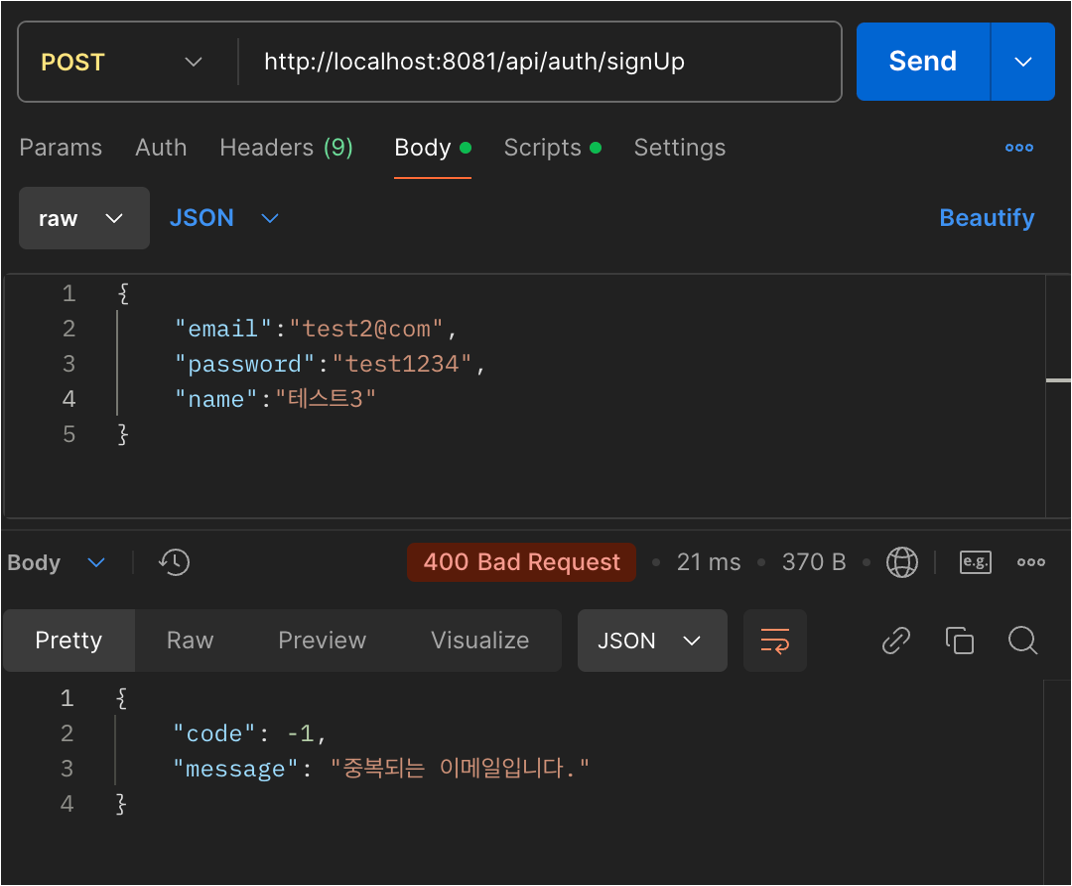 POST http://localhost:8081/api/auth/signUp Send
Params Auth Headers (9) Body Scripts Settings
raw JSON Beautify
1 {
2 "email":"test2@com",
3 "password":"test1234",
4 "name":"테스트3"
5 }
Body 400 Bad Request 21 ms 370 B e.g.
Pretty Raw Preview Visualize JSON
1 {
2 "code": -1,
3 "message": "중복되는 이메일입니다."
4 }